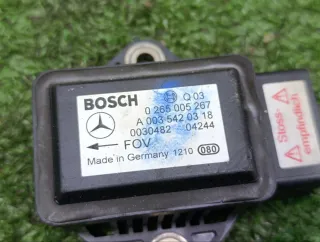 BOSCH Q 03
0 265 005 267
A 003 542 03 18
0030482 04244
FOV
Made in Germany 1210 080
Stoss-
empfindlich